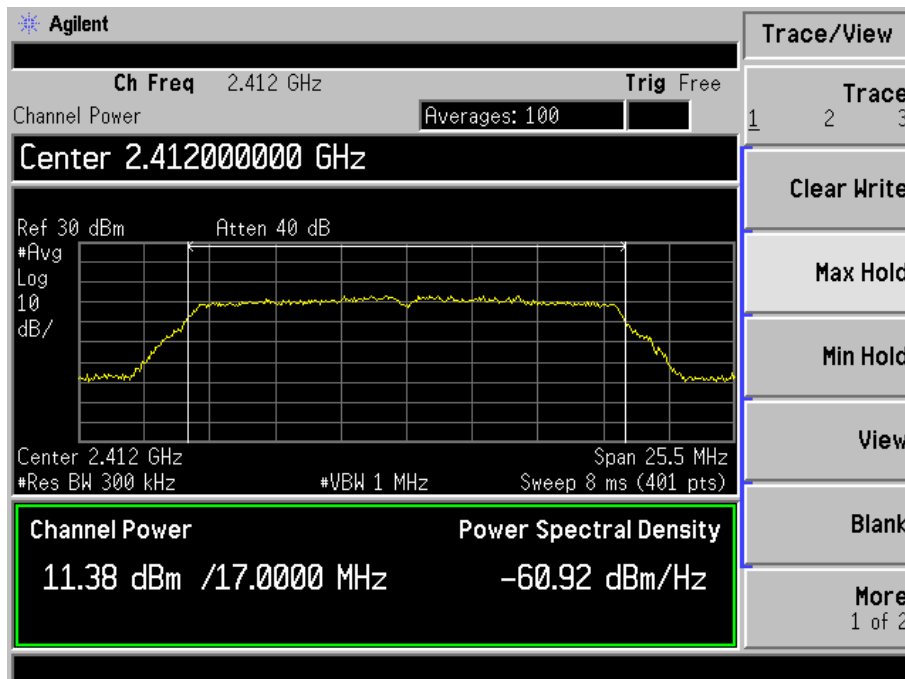 Agilent
Ch Freq 2.412 GHz Trig Free
Channel Power Averages: 100
Center 2.412000000 GHz
Ref 30 dBm Atten 40 dB
#Avg
Log
10
dB/
Center 2.412 GHz Span 25.5 MHz
#Res BW 300 kHz #VBW 1 MHz Sweep 8 ms (401 pts)
Channel Power Power Spectral Density
11.38 dBm /17.0000 MHz -60.92 dBm/Hz
Trace/View
Trace
1 2 3
Clear Write
Max Hold
Min Hold
View
Blank
More
1 of 2